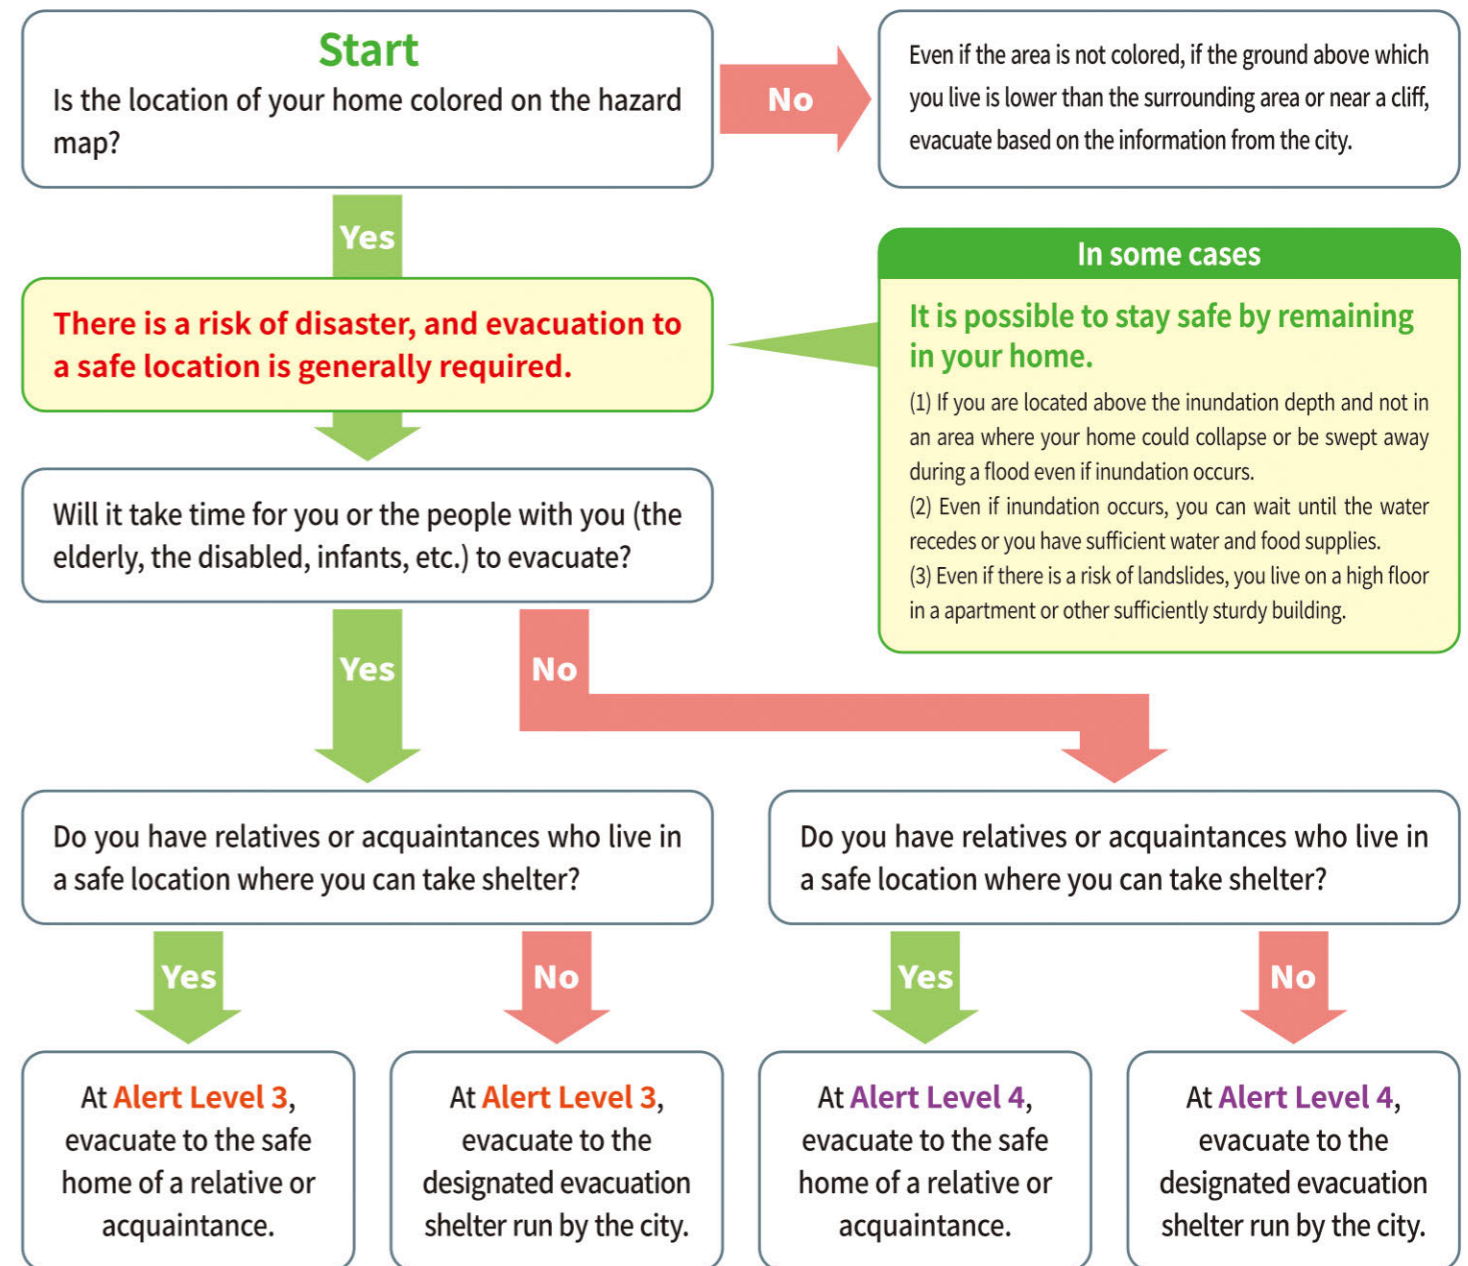 Start
Is the location of your home colored on the hazard
map?
No
Even if the area is not colored, if the ground above which
you live is lower than the surrounding area or near a cliff,
evacuate based on the information from the city.
Yes
There is a risk of disaster, and evacuation to
a safe location is generally required.
In some cases
It is possible to stay safe by remaining
in your home.
(1) If you are located above the inundation depth and not in
an area where your home could collapse or be swept away
during a flood even if inundation occurs.
(2) Even if inundation occurs, you can wait until the water
recedes or you have sufficient water and food supplies.
(3) Even if there is a risk of landslides, you live on a high floor
in a apartment or other sufficiently sturdy building.
Will it take time for you or the people with you (the
elderly, the disabled, infants, etc.) to evacuate?
Yes
No
Do you have relatives or acquaintances who live in
a safe location where you can take shelter?
Do you have relatives or acquaintances who live in
a safe location where you can take shelter?
Yes
No
Yes
No
At Alert Level 3,
evacuate to the safe
home of a relative or
acquaintance.
At Alert Level 3,
evacuate to the
designated evacuation
shelter run by the city.
At Alert Level 4,
evacuate to the safe
home of a relative or
acquaintance.
At Alert Level 4,
evacuate to the
designated evacuation
shelter run by the city.